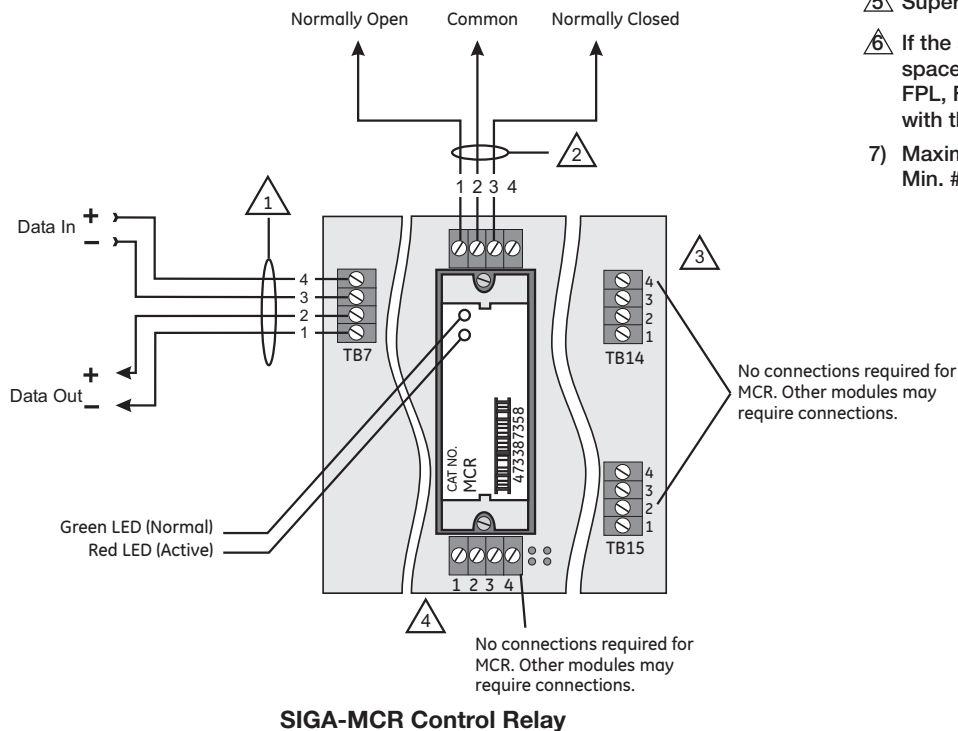 Normally Open Common Normally Closed
5 Super
6 If the
space
FPL, F
with th
7) Maxin
Min. #
2
1 2 3 4
1
Data In + −
4
3
2
1
TB7
Data Out + −
3
4
3
2
1
TB14
No connections required for
MCR. Other modules may
require connections.
CAT NO.
MCR
473387358
4
3
2
1
TB15
Green LED (Normal)
Red LED (Active)
1 2 3 4
4
No connections required for
MCR. Other modules may
require connections.
SIGA-MCR Control Relay